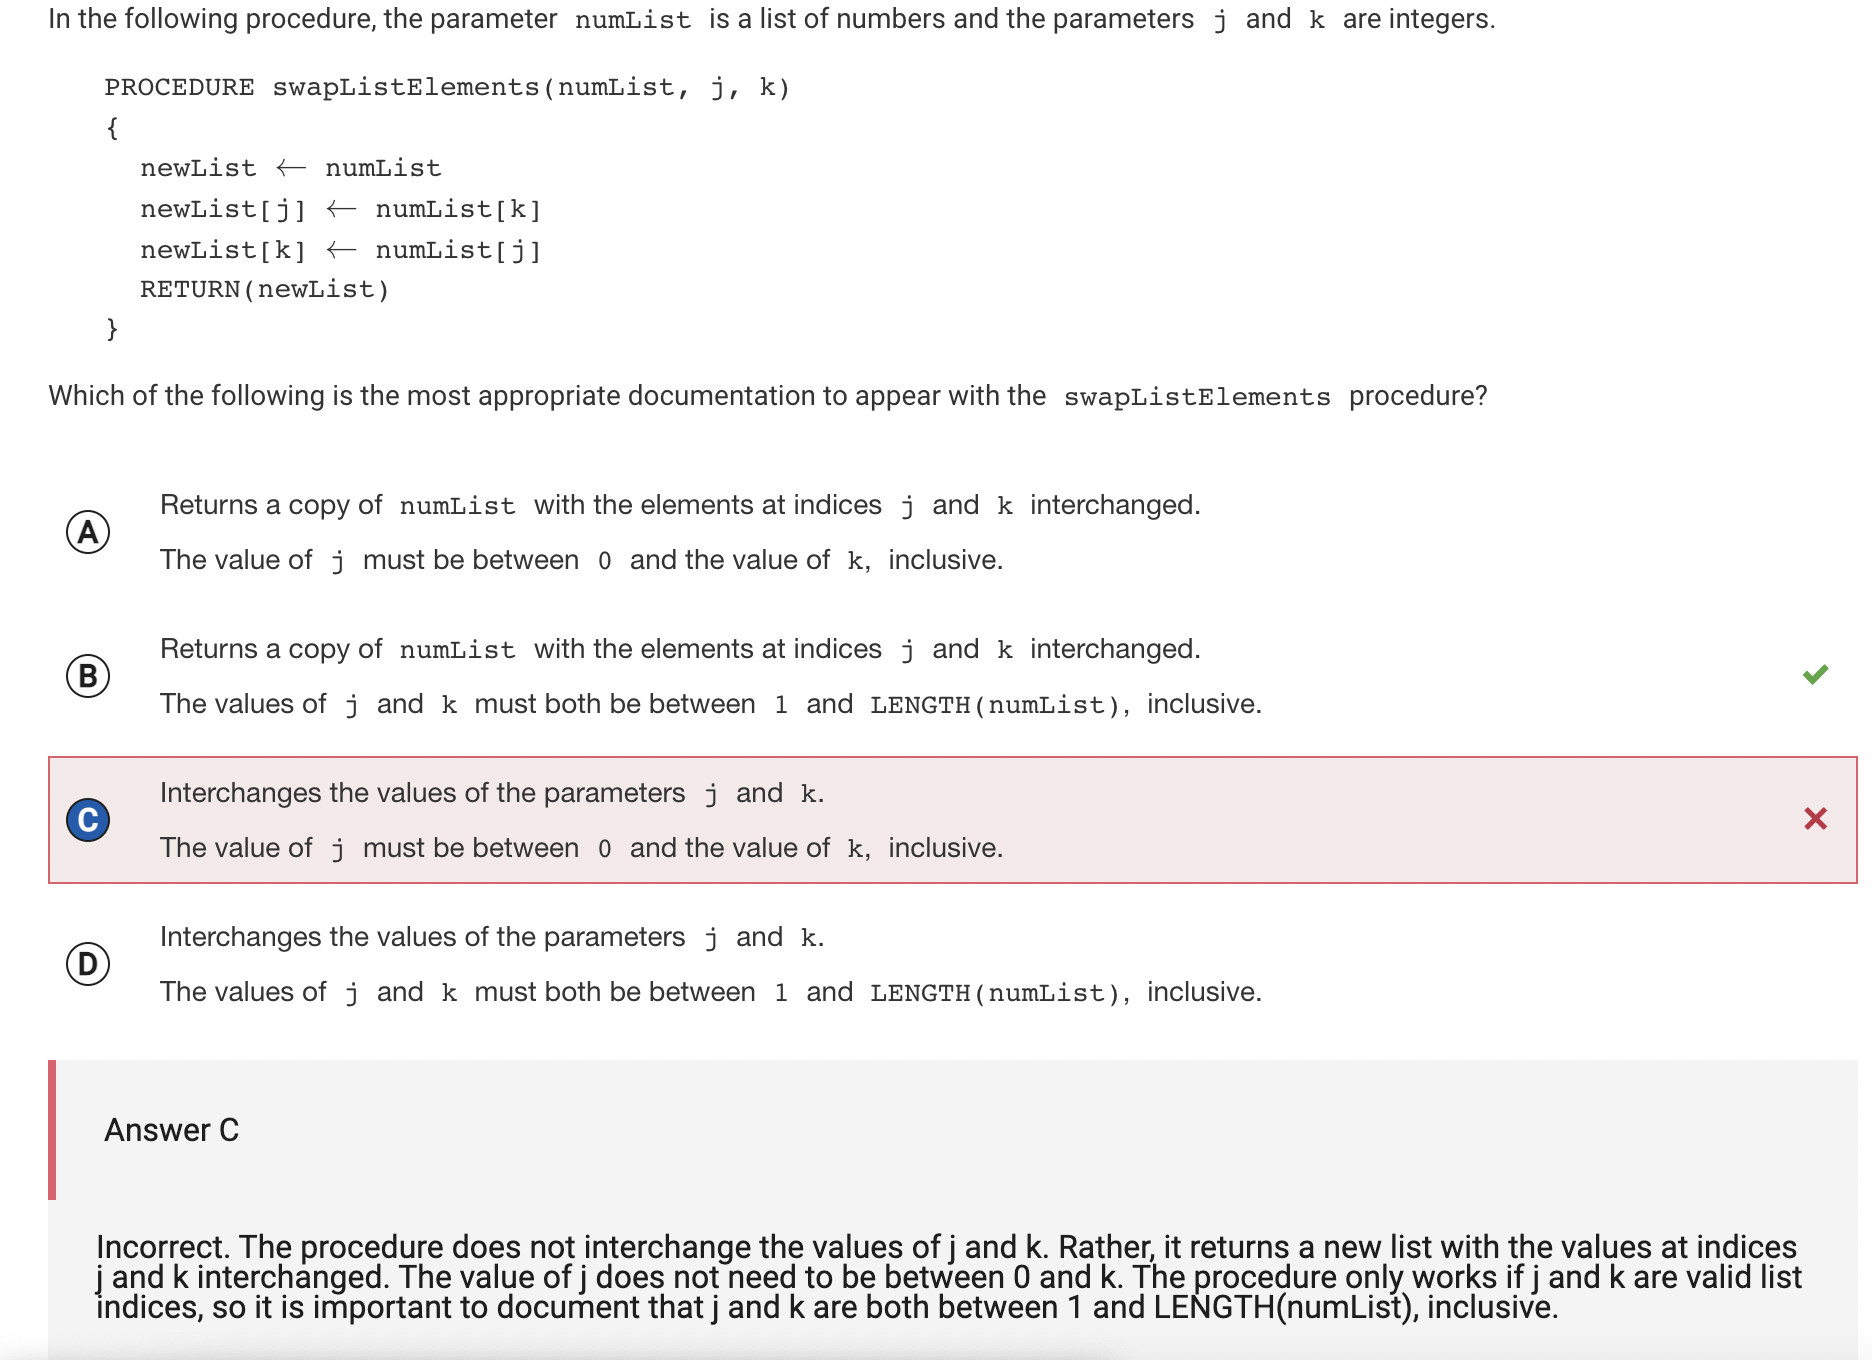 In the following procedure, the parameter numList is a list of numbers and the parameters j and k are integers.
PROCEDURE swapListElements(numList, j, k)
{
newList ← numList
newList[j] ← numList[k]
newList[k] ← numList[j]
RETURN(newList)
}
Which of the following is the most appropriate documentation to appear with the swapListElements procedure?
A
Returns a copy of numList with the elements at indices j and k interchanged.
The value of j must be between 0 and the value of k, inclusive.
B
Returns a copy of numList with the elements at indices j and k interchanged.
The values of j and k must both be between 1 and LENGTH(numList), inclusive.
C
Interchanges the values of the parameters j and k.
The value of j must be between 0 and the value of k, inclusive.
D
Interchanges the values of the parameters j and k.
The values of j and k must both be between 1 and LENGTH(numList), inclusive.
Answer C
Incorrect. The procedure does not interchange the values of j and k. Rather, it returns a new list with the values at indices
j and k interchanged. The value of j does not need to be between 0 and k. The procedure only works if j and k are valid list
indices, so it is important to document that j and k are both between 1 and LENGTH(numList), inclusive.